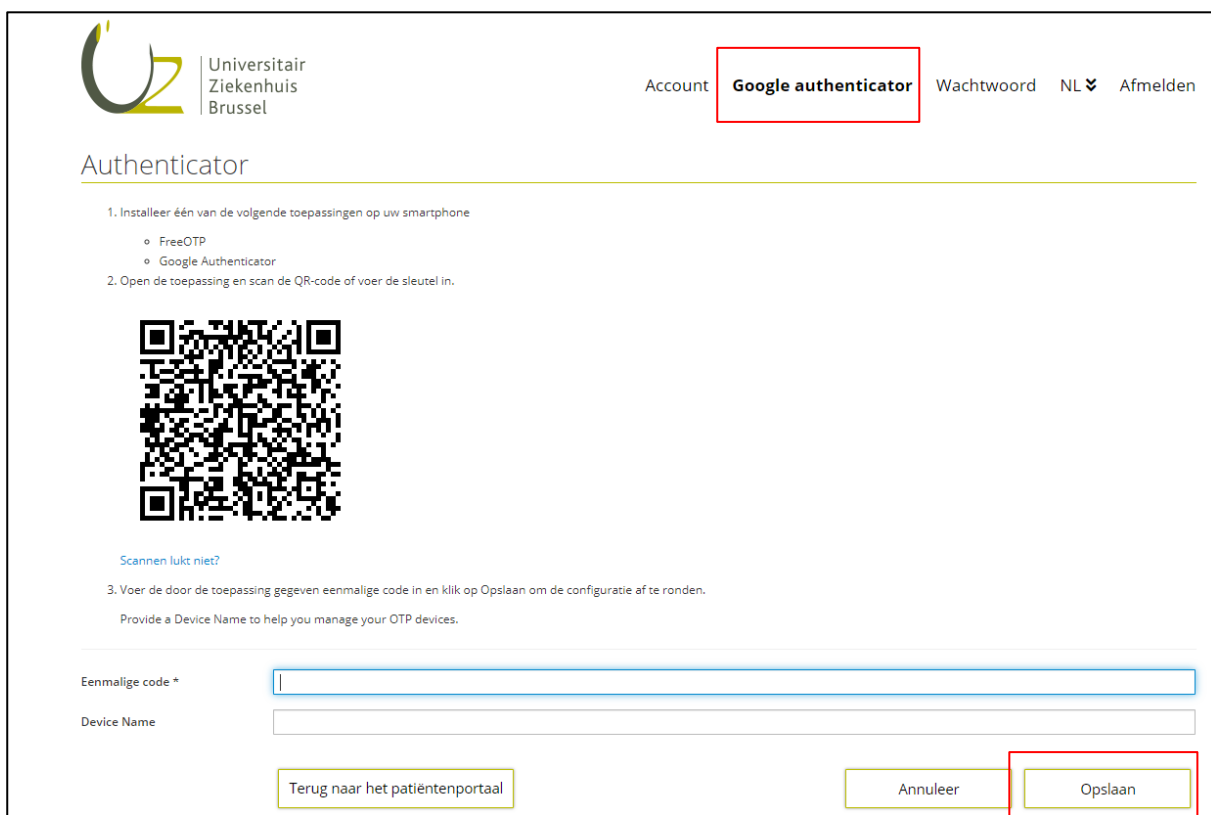 Universitair
Ziekenhuis
Brussel
Account Google authenticator Wachtwoord NL Afmelden
Authenticator
1. Installeer één van de volgende toepassingen op uw smartphone
FreeOTP
Google Authenticator
2. Open de toepassing en scan de QR-code of voer de sleutel in.
Scannen lukt niet?
3. Voer de door de toepassing gegeven eenmalige code in en klik op Opslaan om de configuratie af te ronden.
Provide a Device Name to help you manage your OTP devices.
Eenmalige code *
Device Name
Terug naar het patiëntenportaal Annuleer Opslaan